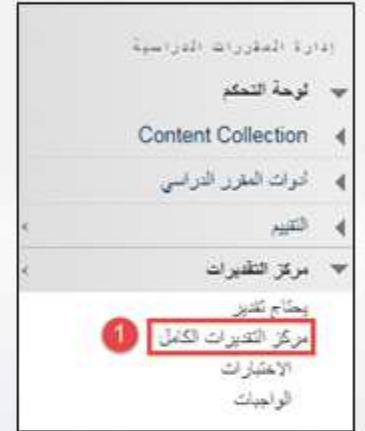 إدارة المقررات الدراسية
لوحة التحكم
Content Collection
أدوات المقرر الدراسي
التقييم
مركز التقديرات
يحتاج تقدير
مركز التقديرات الكامل 1
الاختبارات
الواجبات